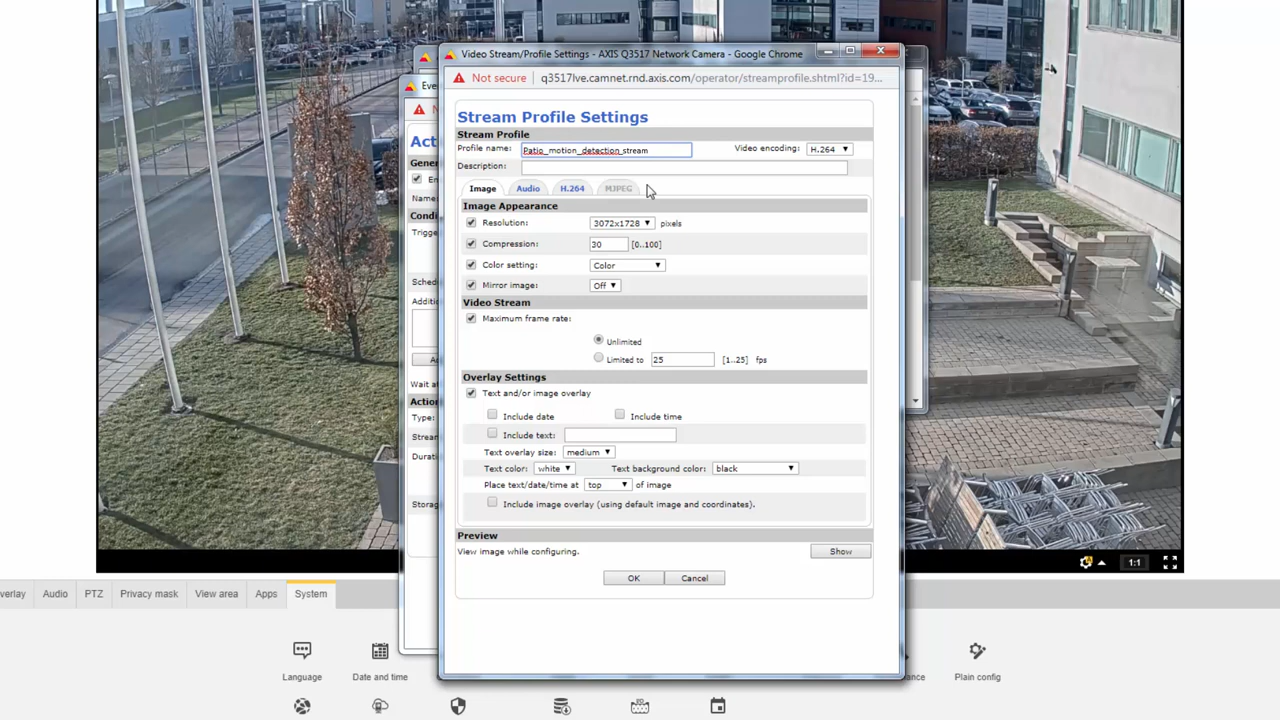 Video Stream/Profile Settings - AXIS Q3517 Network Camera - Google Chrome
Not secure
q3517lve.camnet.rnd.axis.com/operator/streamprofile.shtml?id=19...
Eve
Act
Gener
En
Name:
Condi
Trigge
Schec
Additio
Ac
Wait a
Action
Type:
Stream
Durati
Storag
Stream Profile Settings
Stream Profile
Profile name: Patio_motion_detection_stream Video encoding: H.264
Description:
Image Audio H.264 MJPEG
Image Appearance
Resolution: 3072x1728 pixels
Compression: 30 [0..100]
Color setting: Color
Mirror image: Off
Video Stream
Maximum frame rate:
Unlimited
Limited to 25 [1..25] fps
Overlay Settings
Text and/or image overlay
Include date Include time
Include text:
Text overlay size: medium
Text color: white Text background color: black
Place text/date/time at top of image
Include image overlay (using default image and coordinates).
Preview
View image while configuring. Show
OK Cancel
1:1
verlay Audio PTZ Privacy mask View area Apps System
Language Date and time ance Plain config